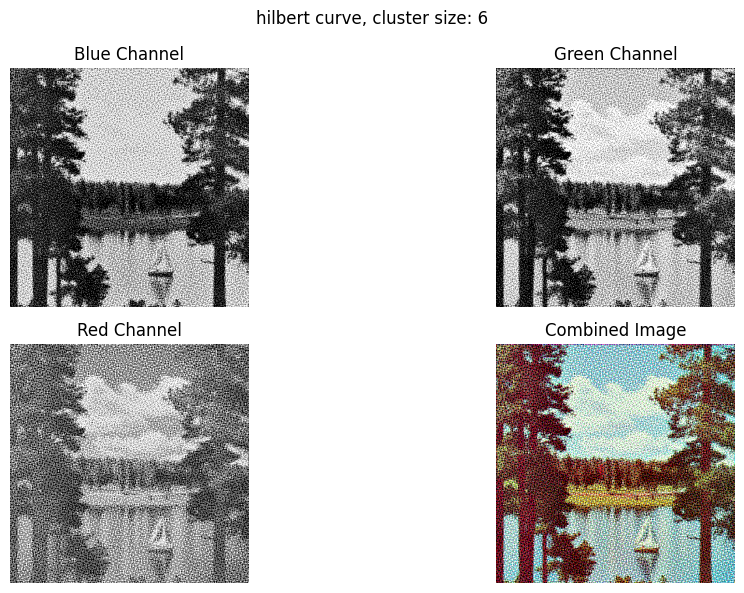 hilbert curve, cluster size: 6
Blue Channel
Green Channel
Red Channel
Combined Image